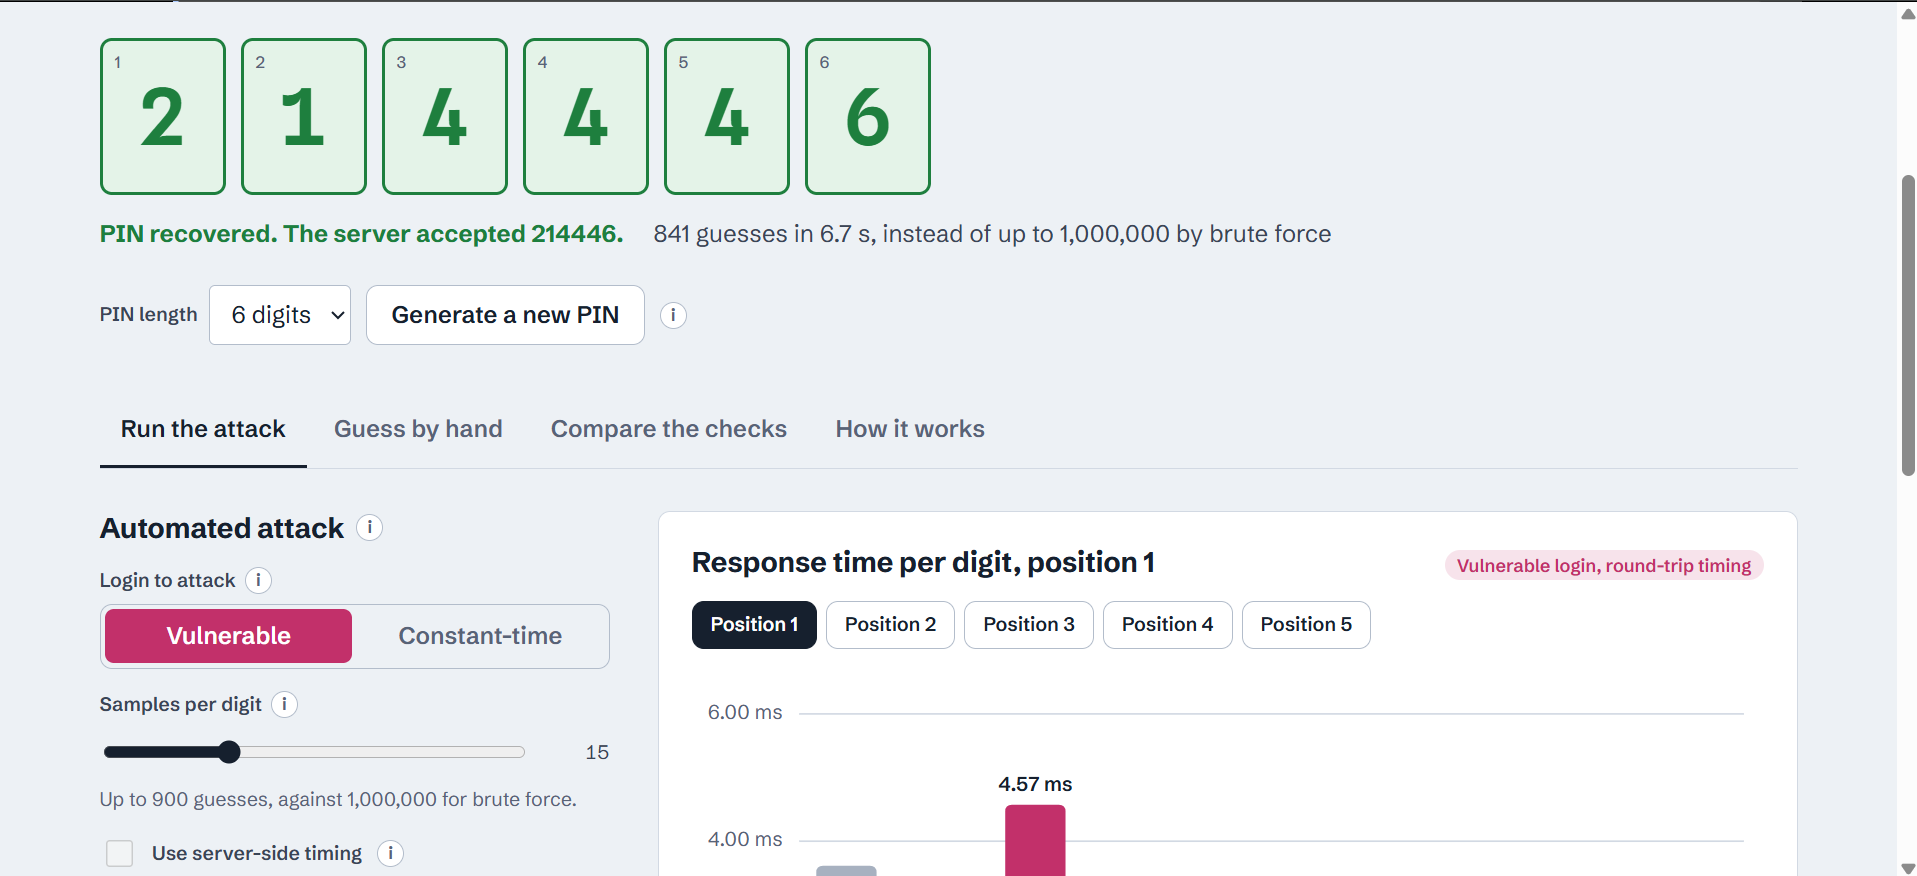 1 2 3 4 5 6
2 1 4 4 4 6
PIN recovered. The server accepted 214446. 841 guesses in 6.7 s, instead of up to 1,000,000 by brute force
PIN length 6 digits Generate a new PIN i
Run the attack Guess by hand Compare the checks How it works
Automated attack i
Login to attack i
Vulnerable Constant-time
Samples per digit i
15
Up to 900 guesses, against 1,000,000 for brute force.
Use server-side timing i
Response time per digit, position 1 Vulnerable login, round-trip timing
Position 1 Position 2 Position 3 Position 4 Position 5
6.00 ms
4.57 ms
4.00 ms